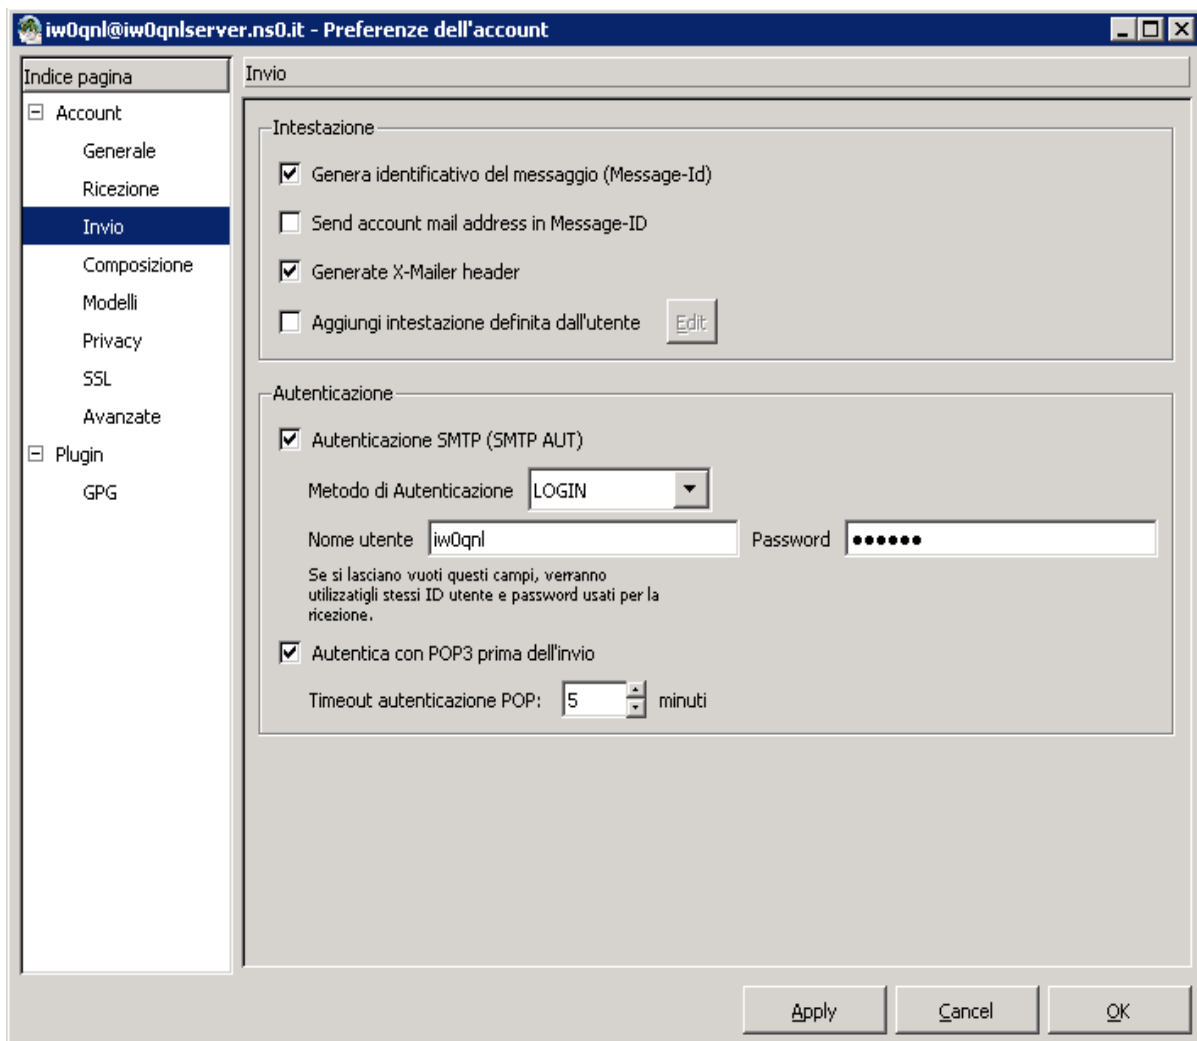 iw0qnl@iw0qnlserver.ns0.it - Preferenze dell'account
Indice pagina
Account
Generale
Ricezione
Invio
Composizione
Modelli
Privacy
SSL
Avanzate
Plugin
GPG
Invio
Intestazione
Genera identificativo del messaggio (Message-Id)
Send account mail address in Message-ID
Generate X-Mailer header
Aggiungi intestazione definita dall'utente Edit
Autenticazione
Autenticazione SMTP (SMTP AUT)
Metodo di Autenticazione LOGIN
Nome utente iw0qnl Password ●●●●●●
Se si lasciano vuoti questi campi, verranno
utilizzatigli stessi ID utente e password usati per la
ricezione.
Autentica con POP3 prima dell'invio
Timeout autenticazione POP: 5 minuti
Apply Cancel OK